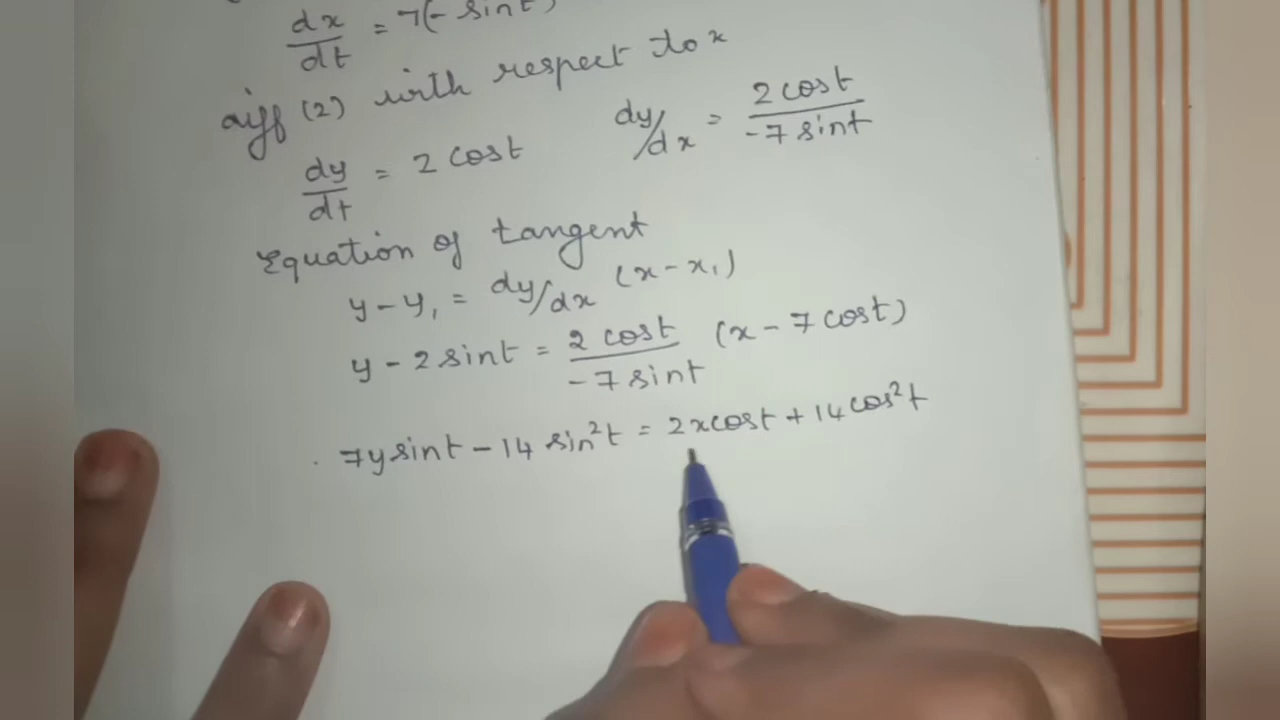 dx/dt = 7(- sint)
diff (2) with respect to x
dy/dt = 2 cost    dy/dx = 2 cost / -7 sint
Equation of tangent
y - y₁ = dy/dx (x - x₁)
y - 2 sint = 2 cost / -7 sint (x - 7 cost)
7y sint - 14 sin²t = 2x cost + 14 cos²t